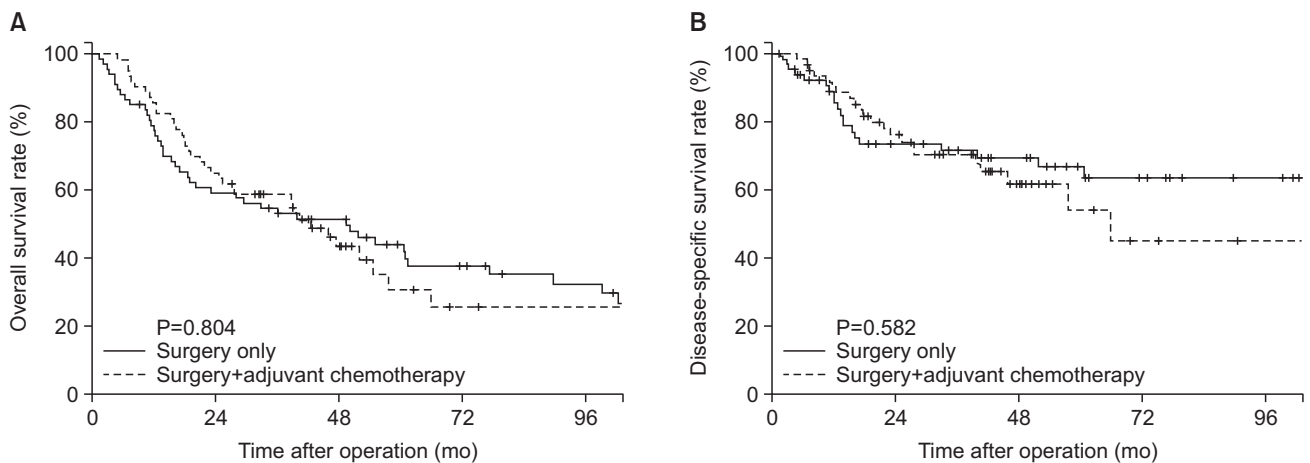 A
Overall survival rate (%)
100
80
60
40
20
0
P=0.804
Surgery only
Surgery+adjuvant chemotherapy
0 24 48 72 96
Time after operation (mo)
B
Disease-specific survival rate (%)
100
80
60
40
20
0
P=0.582
Surgery only
Surgery+adjuvant chemotherapy
0 24 48 72 96
Time after operation (mo)